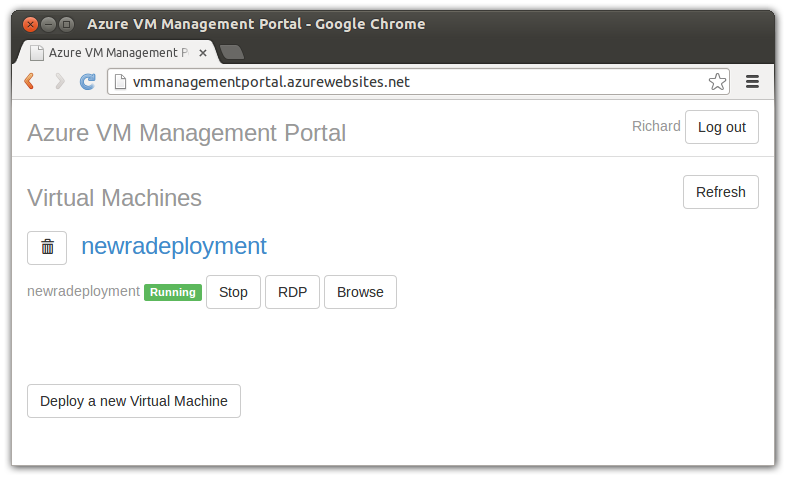 Azure VM Management Portal - Google Chrome
Azure VM Management P
vmmanagementportal.azurewebsites.net
Azure VM Management Portal
Richard Log out
Virtual Machines
Refresh
newradeployment
newradeployment Running Stop RDP Browse
Deploy a new Virtual Machine